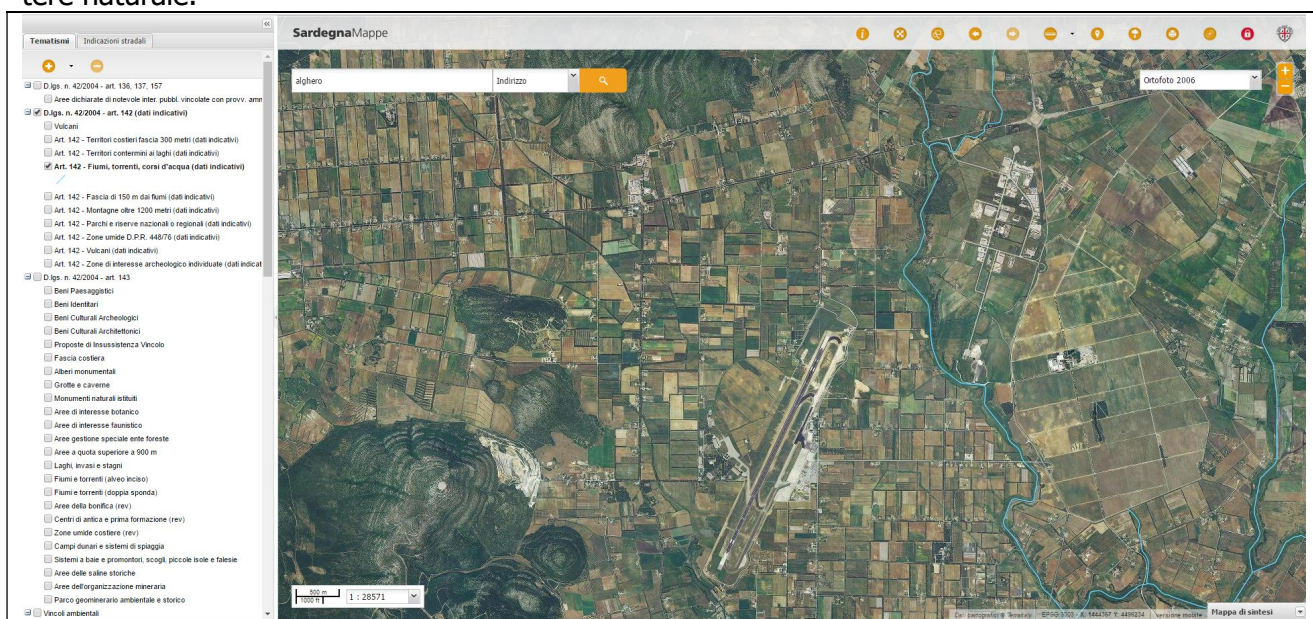 tere naturale.
Tematismi
Indicazioni stradali
D.lgs. n. 42/2004 - art. 136, 137, 157
Aree dichiarate di notevole inter. pubbl. vincolate con provv. amn
D.lgs. n. 42/2004 - art. 142 (dati indicativi)
Vulcani
Art. 142 - Territori costieri fascia 300 metri (dati indicativi)
Art. 142 - Territori contermini ai laghi (dati indicativi)
Art. 142 - Fiumi, torrenti, corsi d'acqua (dati indicativi)
Art. 142 - Fascia di 150 m dai fiumi (dati indicativi)
Art. 142 - Montagne oltre 1200 metri (dati indicativi)
Art. 142 - Parchi e riserve nazionali o regionali (dati indicativi)
Art. 142 - Zone umide D.P.R. 448/76 (dati indicativi)
Art. 142 - Vulcani (dati indicativi)
Art. 142 - Zone di interesse archeologico individuate (dati indicat
D.lgs. n. 42/2004 - art. 143
Beni Paesaggistici
Beni Identitari
Beni Culturali Archeologici
Beni Culturali Architettonici
Proposte di Insussistenza Vincolo
Fascia costiera
Alberi monumentali
Grotte e caverne
Monumenti naturali istituiti
Aree di interesse botanico
Aree di interesse faunistico
Aree gestione speciale ente foreste
Aree a quota superiore a 900 m
Laghi, invasi e stagni
Fiumi e torrenti (alveo inciso)
Fiumi e torrenti (doppia sponda)
Aree della bonifica (rev)
Centri di antica e prima formazione (rev)
Zone umide costiere (rev)
Campi dunari e sistemi di spiaggia
Sistemi a baie e promontori, scogli, piccole isole e falesie
Aree delle saline storiche
Aree dell'organizzazione mineraria
Parco geominerario ambientale e storico
Vincoli ambientali
SardegnaMappe
alghero
Indirizzo
Ortofoto 2006
500 m
1000 ft
1 : 28571
versione mobile
Mappa di sintesi